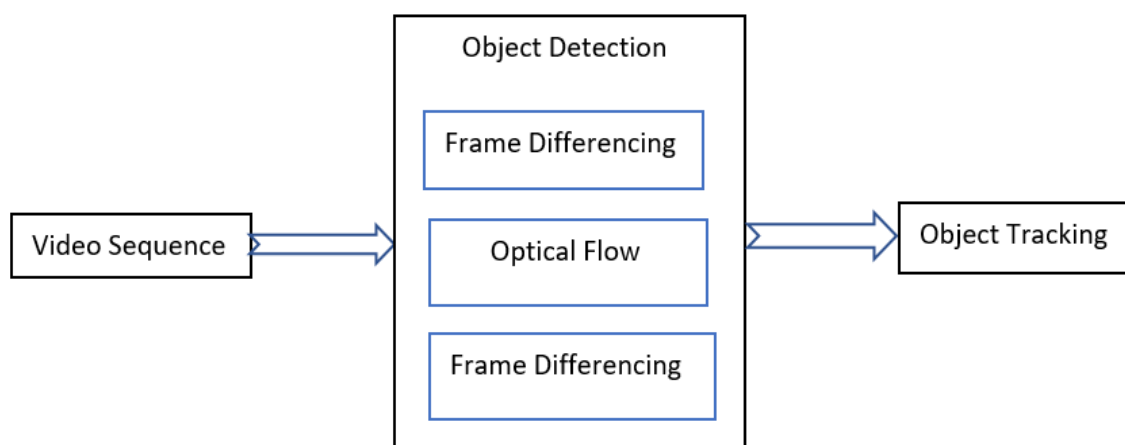 Object Detection
Frame Differencing
Video Sequence
Optical Flow
Object Tracking
Frame Differencing